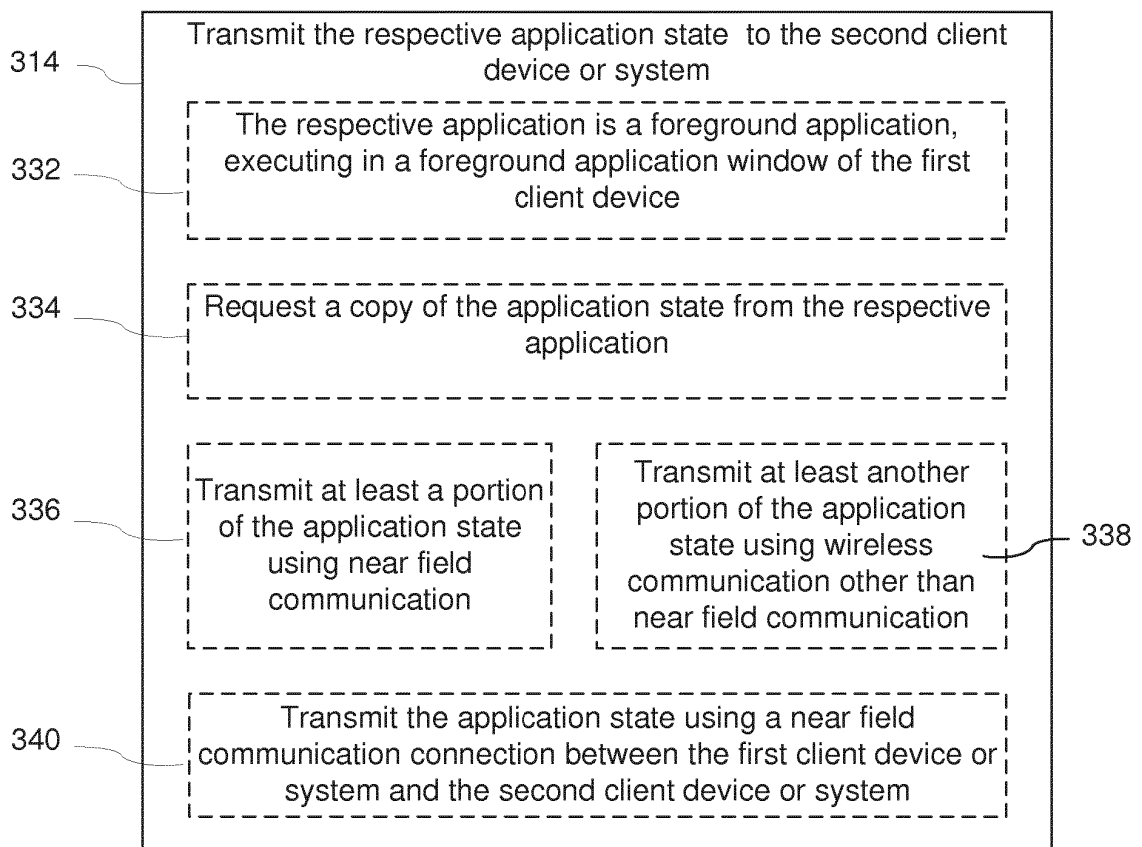 Transmit the respective application state to the second client
device or system
314
The respective application is a foreground application,
executing in a foreground application window of the first
client device
332
Request a copy of the application state from the respective
application
334
Transmit at least a portion
of the application state
using near field
communication
336
Transmit at least another
portion of the application
state using wireless
communication other than
near field communication
338
Transmit the application state using a near field
communication connection between the first client device or
system and the second client device or system
340